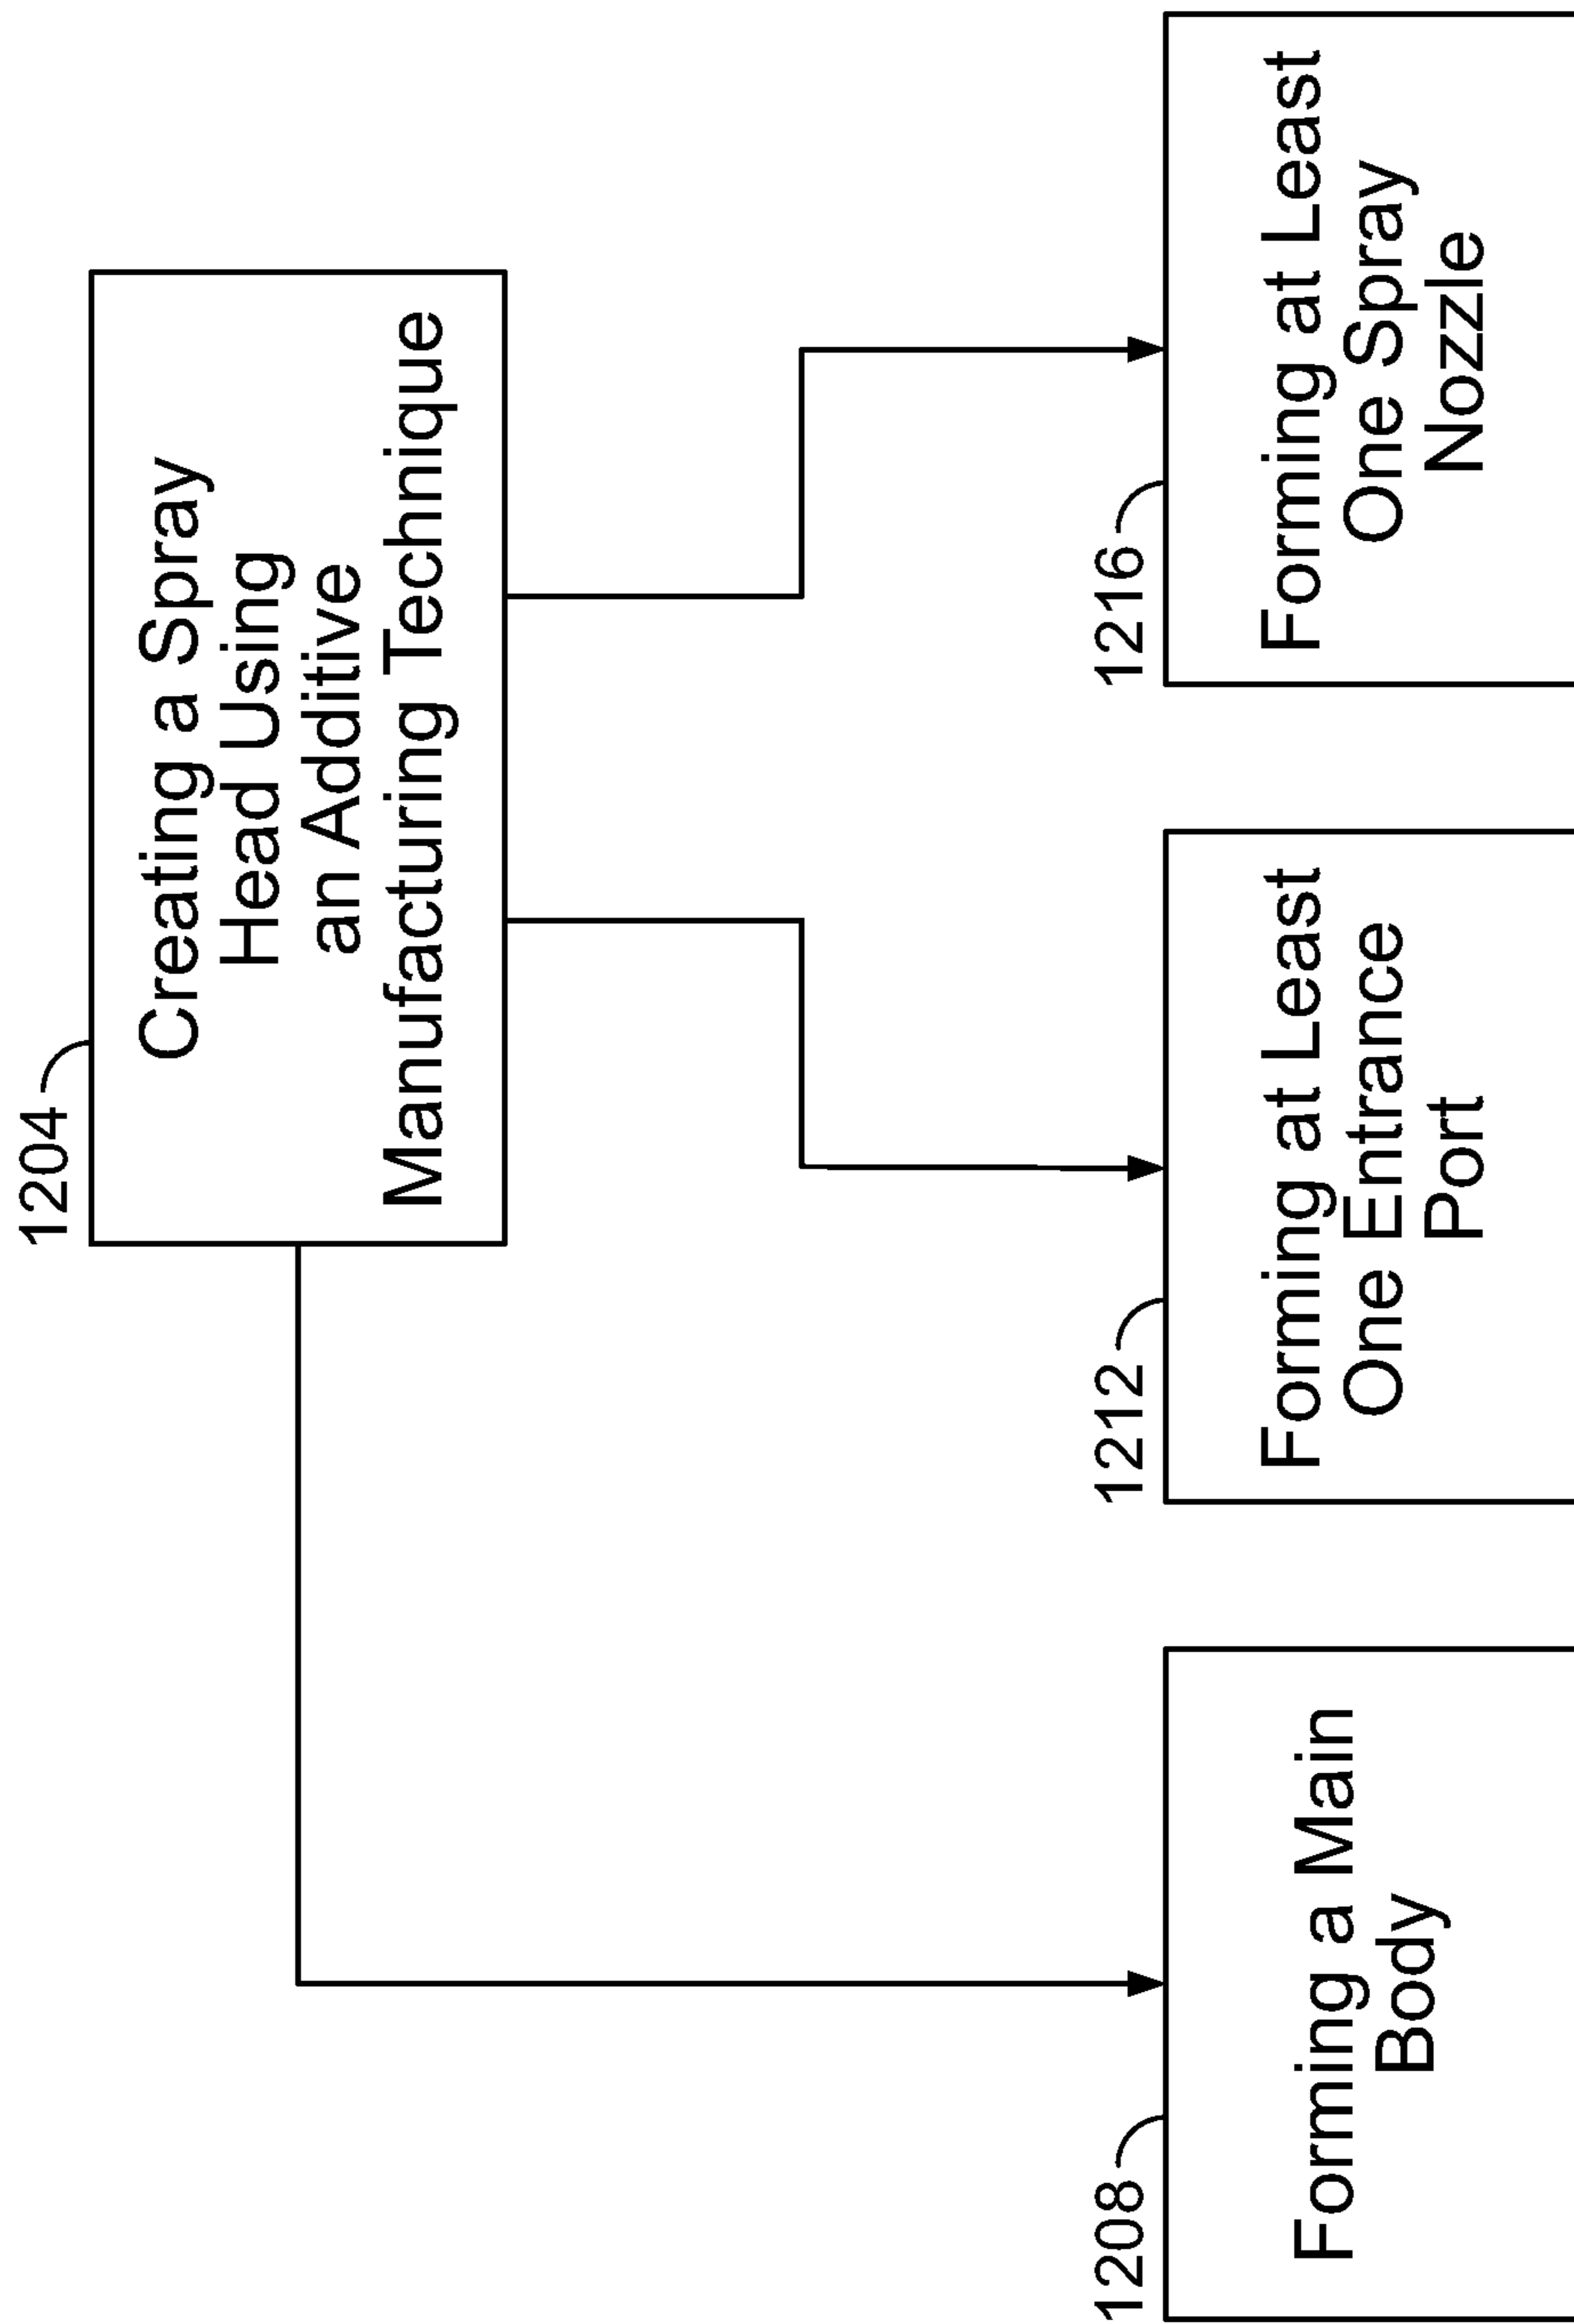 1204
Creating a Spray
Head Using
an Additive
Manufacturing Technique
1208
Forming a Main
Body
1212
Forming at Least
One Entrance
Port
1216
Forming at Least
One Spray
Nozzle